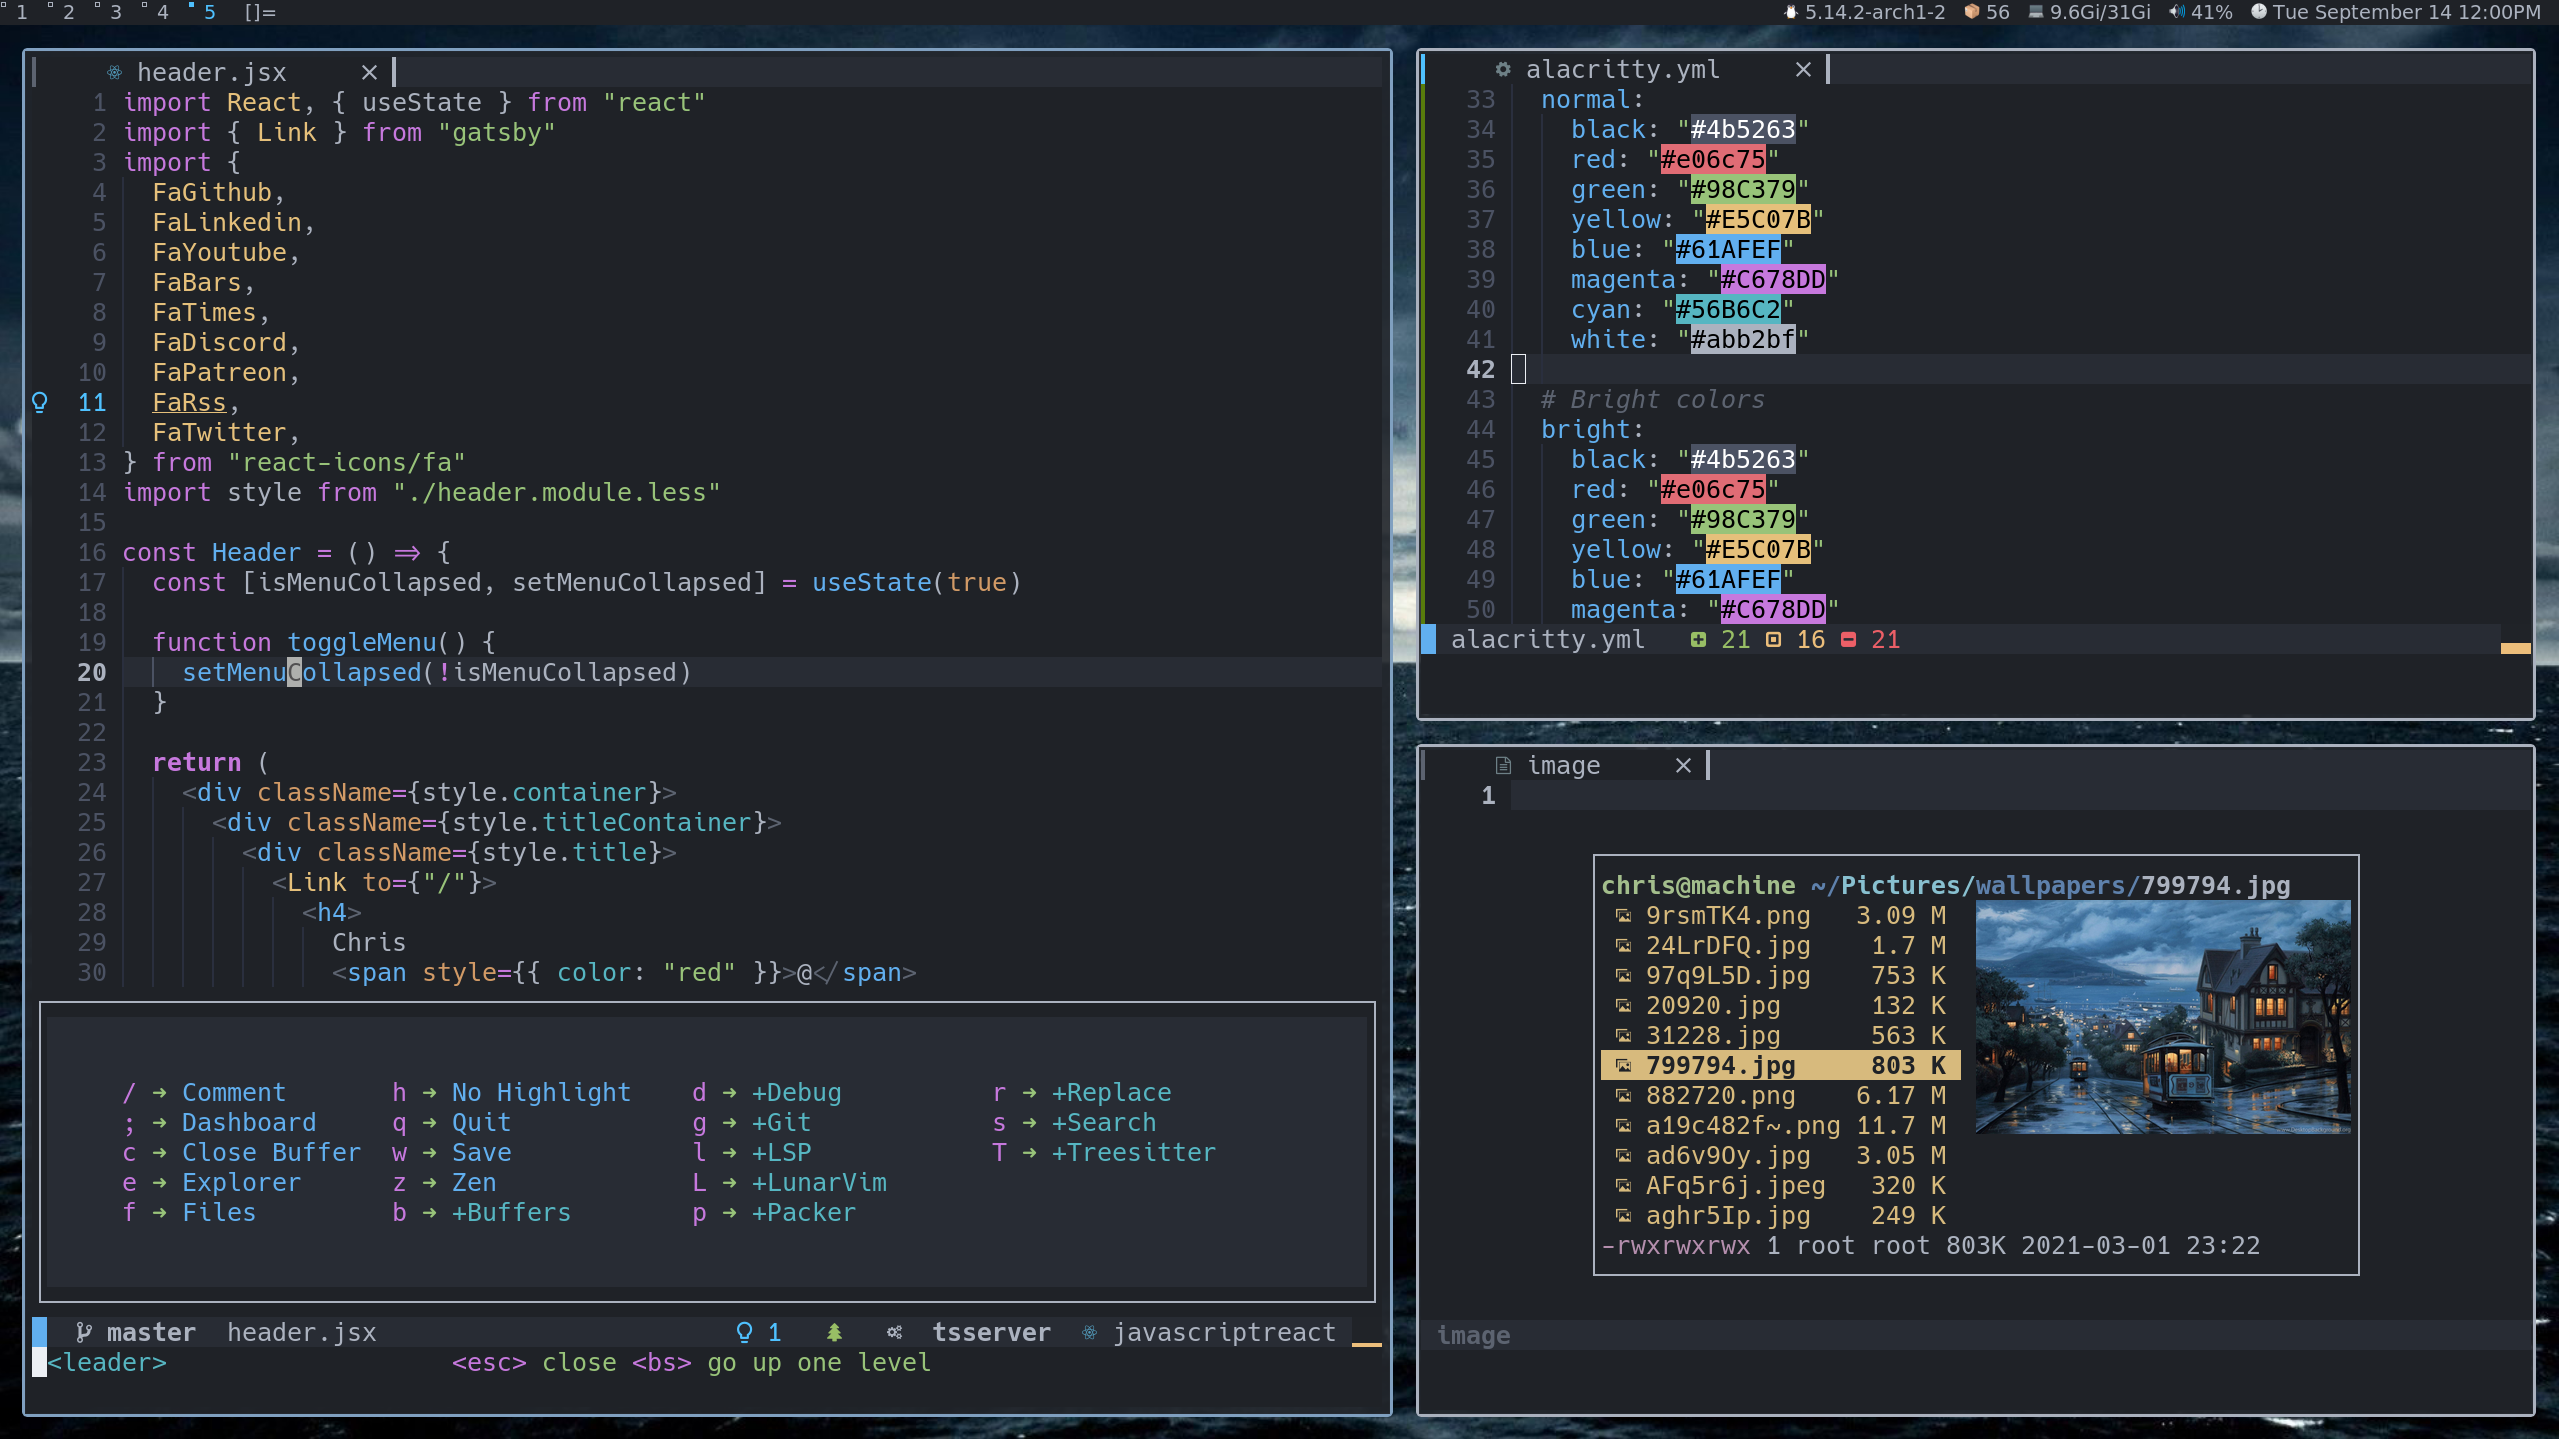 1 2 3 4 5 []= 5.14.2-arch1-2 56 9.6Gi/31Gi 41% Tue September 14 12:00PM
header.jsx ×
1 import React, { useState } from "react"
2 import { Link } from "gatsby"
3 import {
4 FaGithub,
5 FaLinkedin,
6 FaYoutube,
7 FaBars,
8 FaTimes,
9 FaDiscord,
10 FaPatreon,
11 FaRss,
12 FaTwitter,
13 } from "react-icons/fa"
14 import style from "./header.module.less"
15
16 const Header = () => {
17 const [isMenuCollapsed, setMenuCollapsed] = useState(true)
18
19 function toggleMenu() {
20 setMenuCollapsed(!isMenuCollapsed)
21 }
22
23 return (
24 <div className={style.container}>
25 <div className={style.titleContainer}>
26 <div className={style.title}>
27 <Link to={"/"}>
28 <h4>
29 Chris
30 <span style={{ color: "red" }}>@</span>
/ → Comment h → No Highlight d → +Debug r → +Replace
; → Dashboard q → Quit g → +Git s → +Search
c → Close Buffer w → Save l → +LSP T → +Treesitter
e → Explorer z → Zen L → +LunarVim
f → Files b → +Buffers p → +Packer
master header.jsx 1 tsserver javascriptreact
<leader> <esc> close <bs> go up one level
alacritty.yml ×
33 normal:
34 black: "#4b5263"
35 red: "#e06c75"
36 green: "#98C379"
37 yellow: "#E5C07B"
38 blue: "#61AFEF"
39 magenta: "#C678DD"
40 cyan: "#56B6C2"
41 white: "#abb2bf"
42
43 # Bright colors
44 bright:
45 black: "#4b5263"
46 red: "#e06c75"
47 green: "#98C379"
48 yellow: "#E5C07B"
49 blue: "#61AFEF"
50 magenta: "#C678DD"
alacritty.yml 21 16 21
image ×
1
chris@machine ~/Pictures/wallpapers/799794.jpg
9rsmTK4.png 3.09 M
24LrDFQ.jpg 1.7 M
97q9L5D.jpg 753 K
20920.jpg 132 K
31228.jpg 563 K
799794.jpg 803 K
882720.png 6.17 M
a19c482f~.png 11.7 M
ad6v9Oy.jpg 3.05 M
AFq5r6j.jpeg 320 K
aghr5Ip.jpg 249 K
-rwxrwxrwx 1 root root 803K 2021-03-01 23:22
image